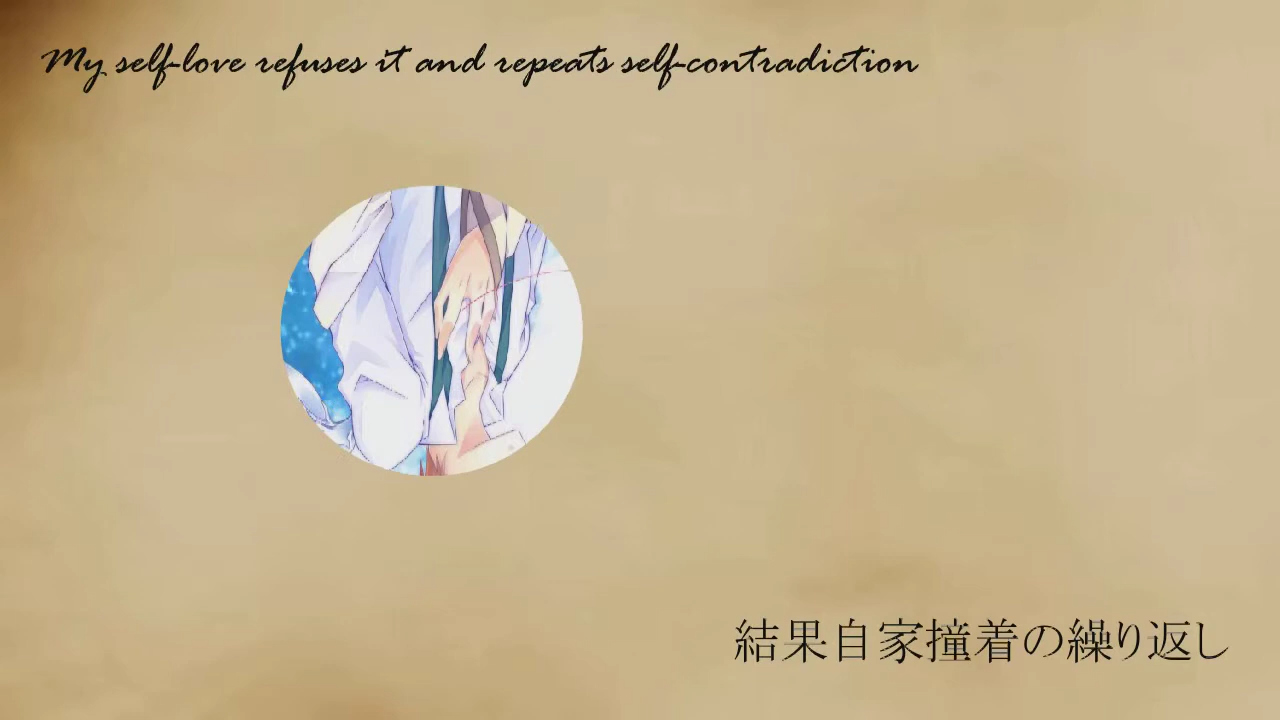 My self-love refuses it and repeats self-contradiction
結果自家撞着の繰り返し